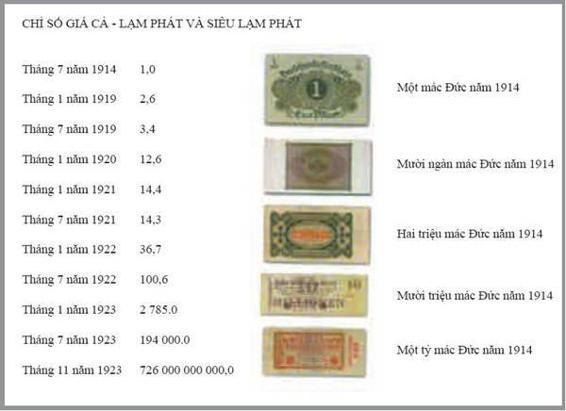 CHỈ SỐ GIÁ CẢ - LẠM PHÁT VÀ SIÊU LẠM PHÁT
Tháng 7 năm 1914 1,0
Tháng 1 năm 1919 2,6
Tháng 7 năm 1919 3,4
Tháng 1 năm 1920 12,6
Tháng 1 năm 1921 14,4
Tháng 7 năm 1921 14,3
Tháng 1 năm 1922 36,7
Tháng 7 năm 1922 100,6
Tháng 1 năm 1923 2 785.0
Tháng 7 năm 1923 194 000.0
Tháng 11 năm 1923 726 000 000 000,0
1
Một mác Đức năm 1914
Mười ngàn mác Đức năm 1914
Hai triệu mác Đức năm 1914
10
Mười triệu mác Đức năm 1914
Một tỷ mác Đức năm 1914